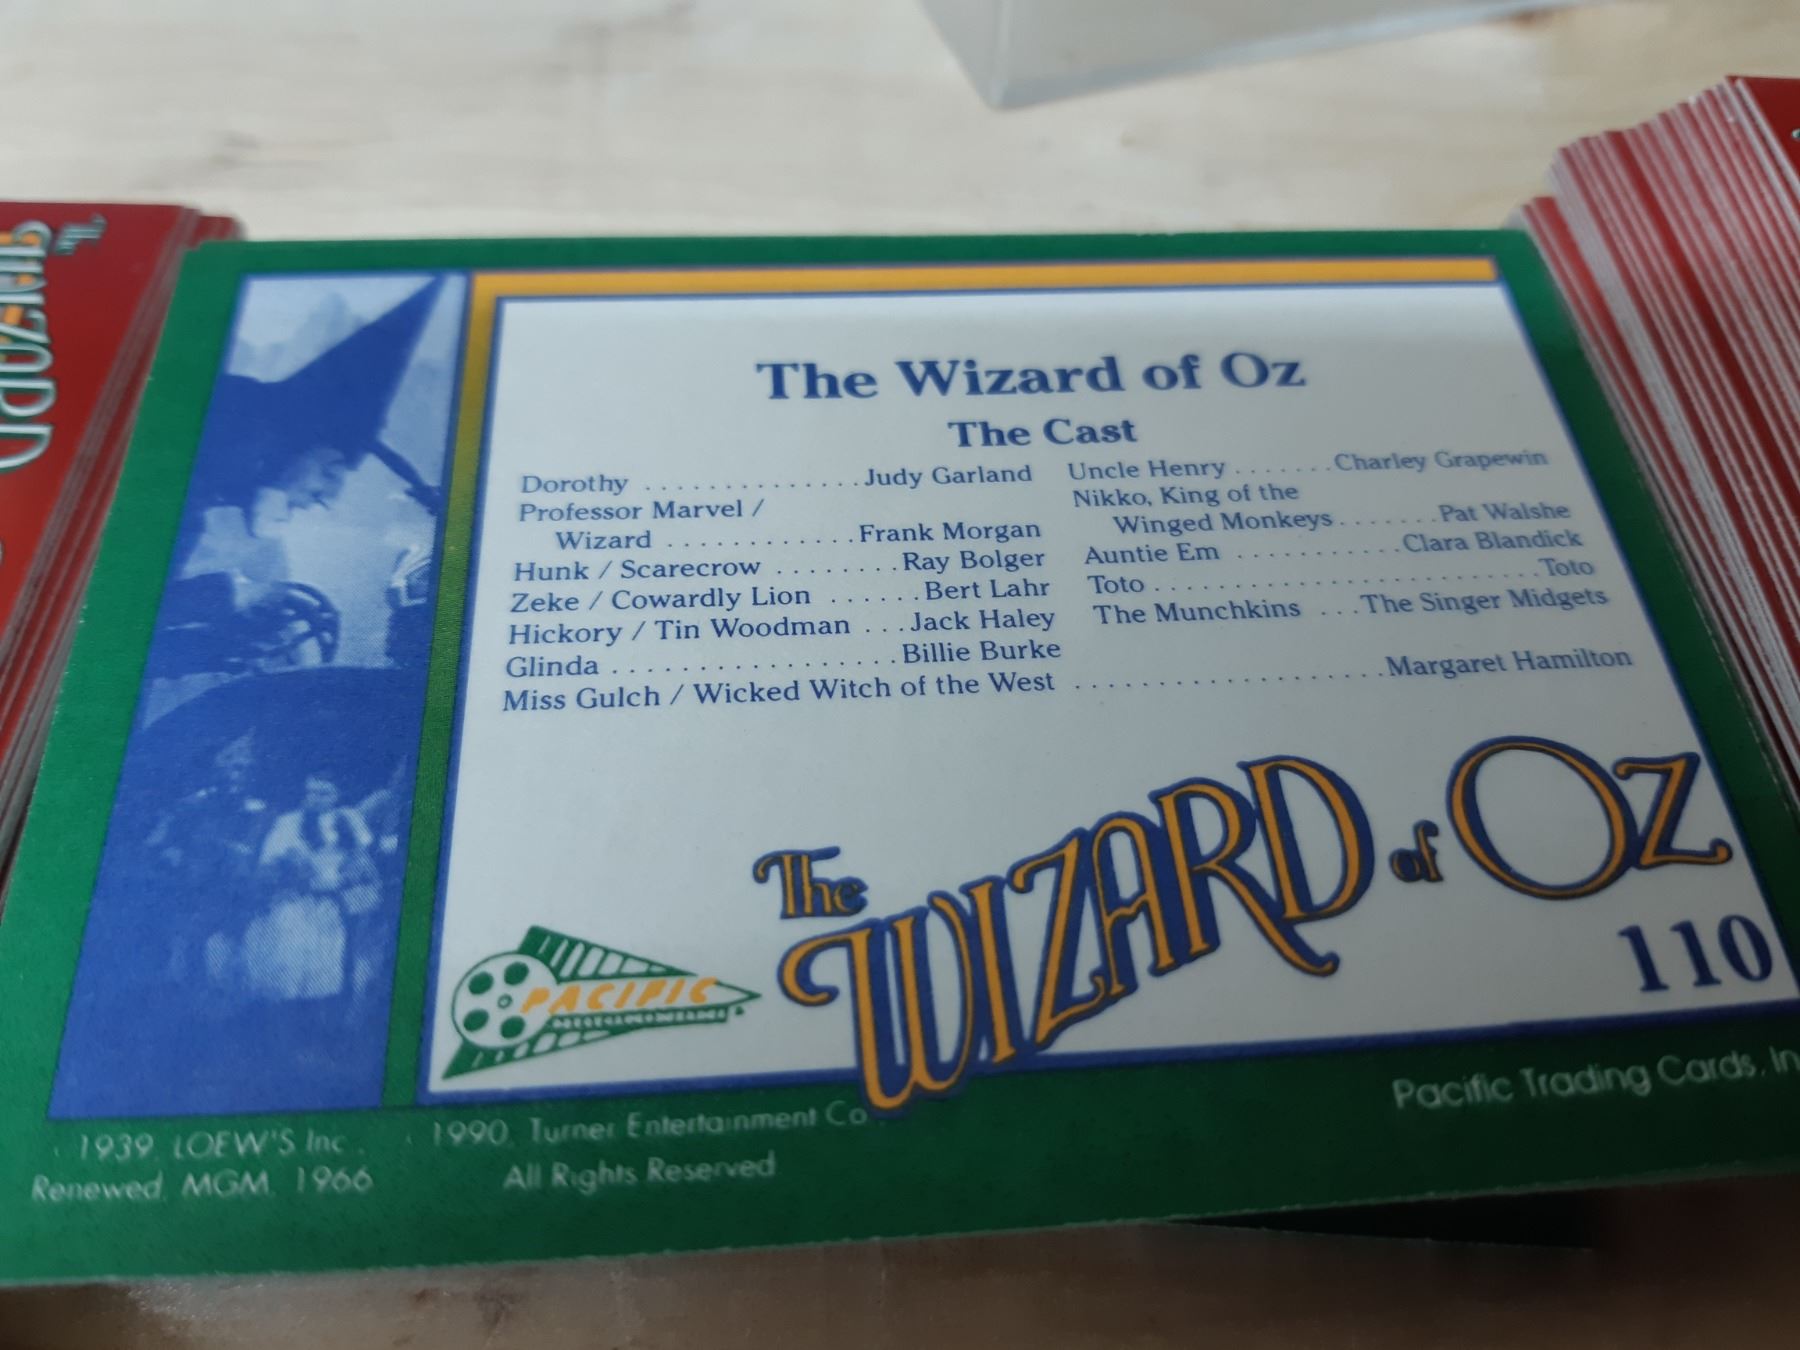 The Wizard of Oz
The Cast
Dorothy ..............Judy Garland
Professor Marvel /
Wizard ............Frank Morgan
Hunk / Scarecrow ........Ray Bolger
Zeke / Cowardly Lion ......Bert Lahr
Hickory / Tin Woodman ...Jack Haley
Glinda ..................Billie Burke
Miss Gulch / Wicked Witch of the West ...................Margaret Hamilton
Uncle Henry .......Charley Grapewin
Nikko, King of the
Winged Monkeys.......Pat Walshe
Auntie Em ...........Clara Blandick
Toto .........................Toto
The Munchkins ...The Singer Midgets
The WIZARD of OZ
PACIFIC
110
1939, LOEW'S Inc.
Renewed, MGM, 1966
1990, Turner Entertainment Co
All Rights Reserved
Pacific Trading Cards, In
WIZARD